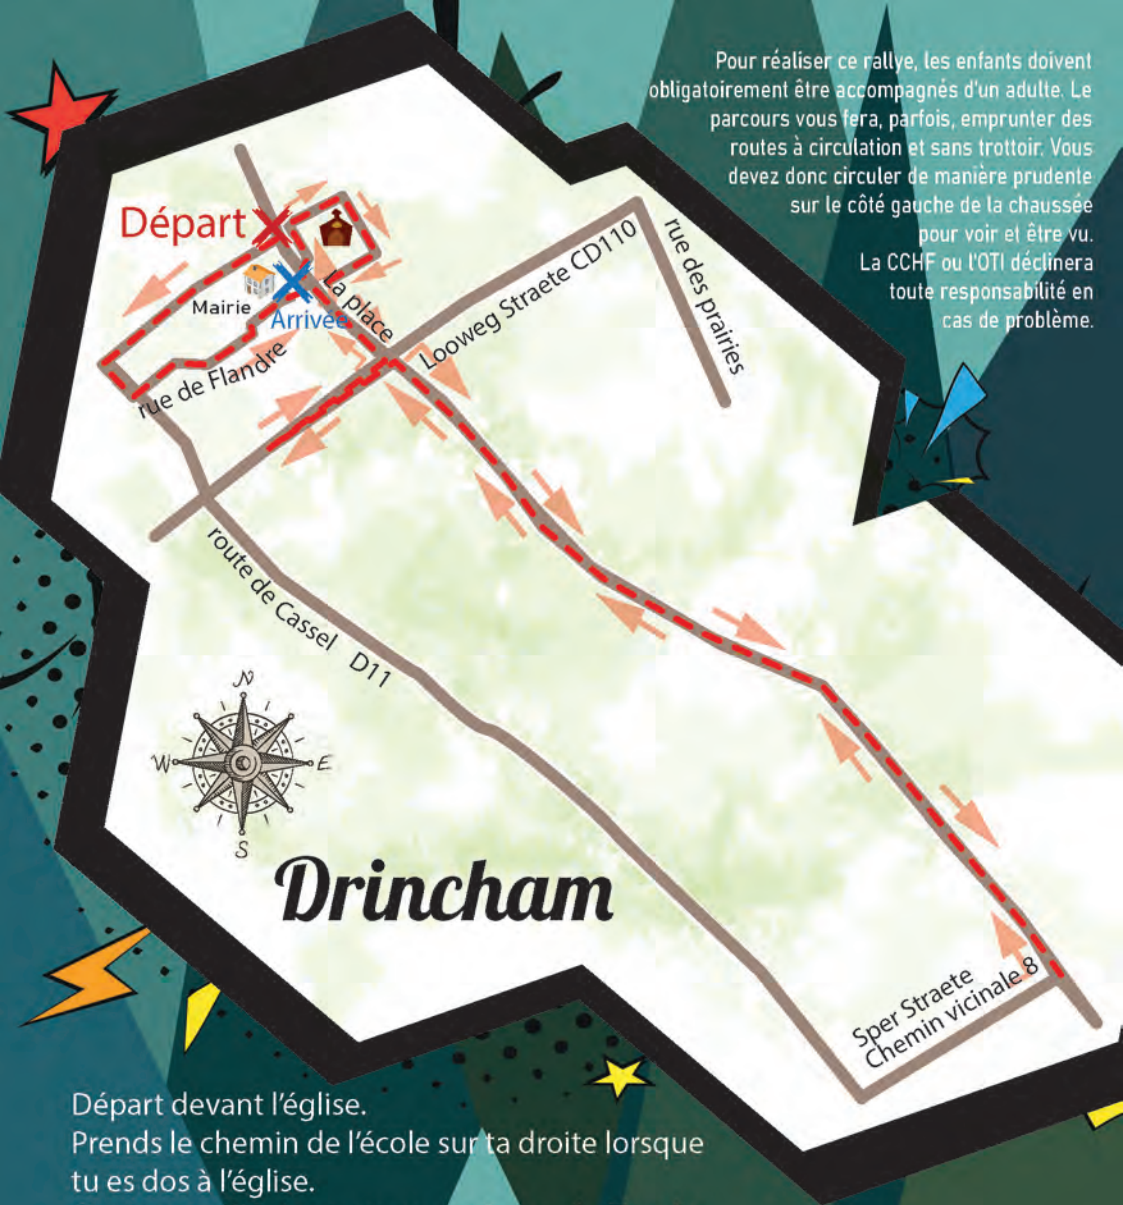 Pour réaliser ce rallye, les enfants doivent
obligatoirement être accompagnés d'un adulte. Le
parcours vous fera, parfois, emprunter des
routes à circulation et sans trottoir. Vous
devez donc circuler de manière prudente
sur le côté gauche de la chaussée
pour voir et être vu.
La CCHF ou l'OTI déclinera
toute responsabilité en
cas de problème.
Départ
Mairie
Arrivée
La place
rue de Flandre
Looweg Straete CD110
rue des prairies
route de Cassel D11
N
W
E
S
Drincham
Sper Straete
Chemin vicinale 8
Départ devant l'église.
Prends le chemin de l'école sur ta droite lorsque
tu es dos à l'église.